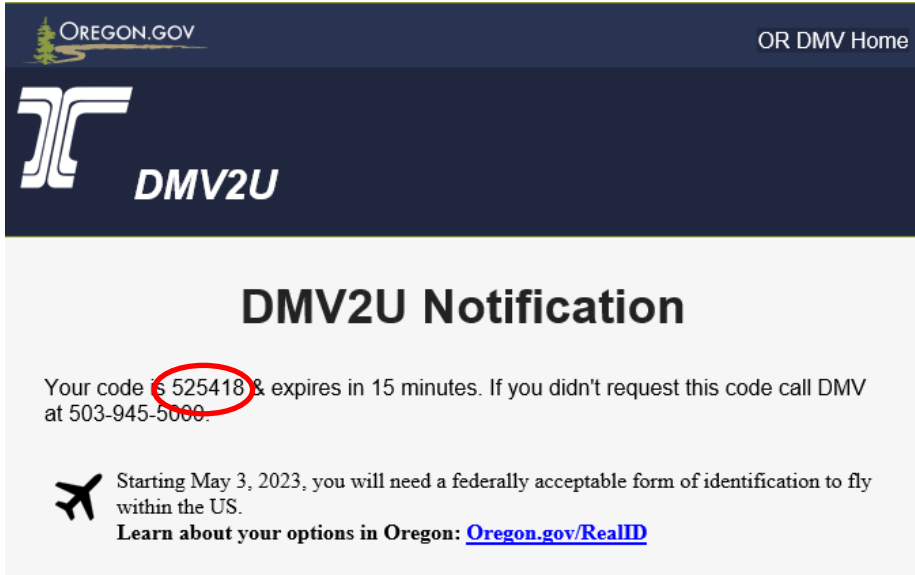 OREGON.GOV
OR DMV Home
DMV2U
DMV2U Notification
Your code is 525418 & expires in 15 minutes. If you didn't request this code call DMV
at 503-945-5000.
Starting May 3, 2023, you will need a federally acceptable form of identification to fly
within the US.
Learn about your options in Oregon: Oregon.gov/RealID